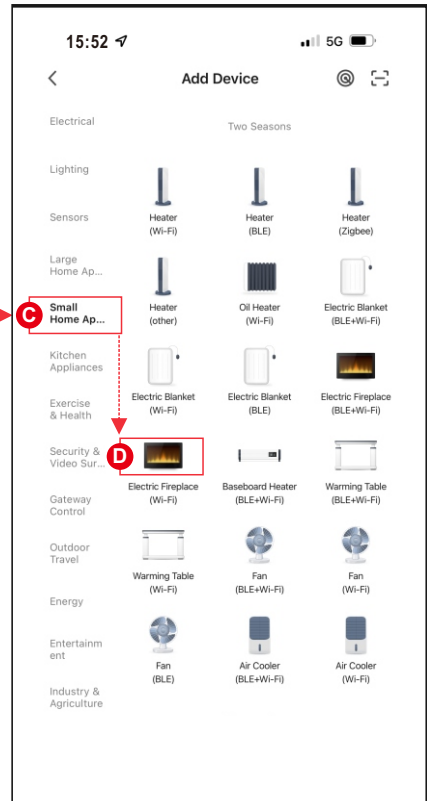 15:52
5G
Add Device
Electrical
Lighting
Sensors
Large
Home Ap...
C
Small
Home Ap...
Kitchen
Appliances
Exercise
& Health
Security &
Video Sur...
Gateway
Control
Outdoor
Travel
Energy
Entertainm
ent
Industry &
Agriculture
Two Seasons
Heater
(Wi-Fi)
Heater
(BLE)
Heater
(Zigbee)
Heater
(other)
Oil Heater
(Wi-Fi)
Electric Blanket
(BLE+Wi-Fi)
Electric Blanket
(Wi-Fi)
Electric Blanket
(BLE)
Electric Fireplace
(BLE+Wi-Fi)
D
Electric Fireplace
(Wi-Fi)
Baseboard Heater
(BLE+Wi-Fi)
Warming Table
(BLE+Wi-Fi)
Warming Table
(Wi-Fi)
Fan
(BLE+Wi-Fi)
Fan
(Wi-Fi)
Fan
(BLE)
Air Cooler
(BLE+Wi-Fi)
Air Cooler
(Wi-Fi)